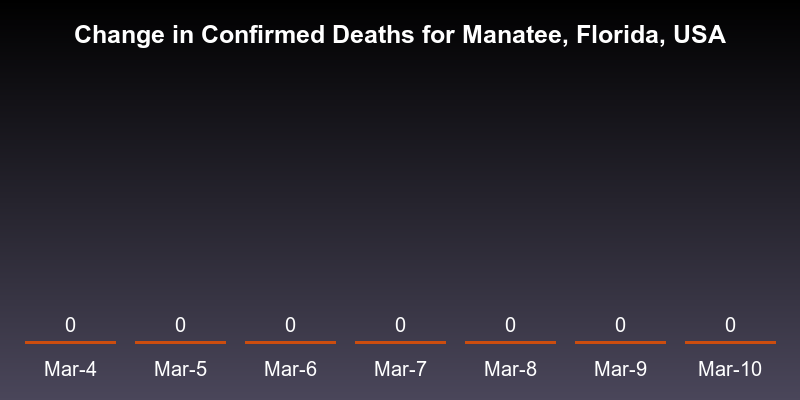 Change in Confirmed Deaths for Manatee, Florida, USA
0 0 0 0 0 0 0
Mar-4 Mar-5 Mar-6 Mar-7 Mar-8 Mar-9 Mar-10